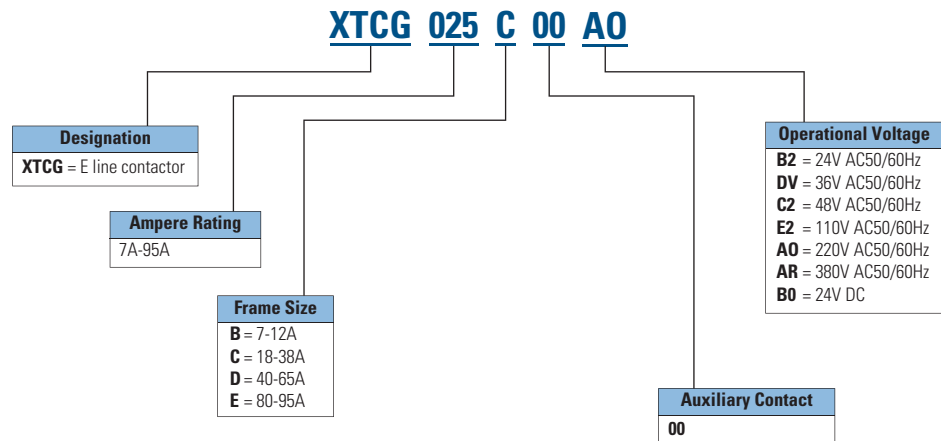 XTCG 025 C 00 AO
Designation
XTCG = E line contactor
Ampere Rating
7A-95A
Frame Size
B = 7-12A
C = 18-38A
D = 40-65A
E = 80-95A
Operational Voltage
B2 = 24V AC50/60Hz
DV = 36V AC50/60Hz
C2 = 48V AC50/60Hz
E2 = 110V AC50/60Hz
AO = 220V AC50/60Hz
AR = 380V AC50/60Hz
B0 = 24V DC
Auxiliary Contact
00